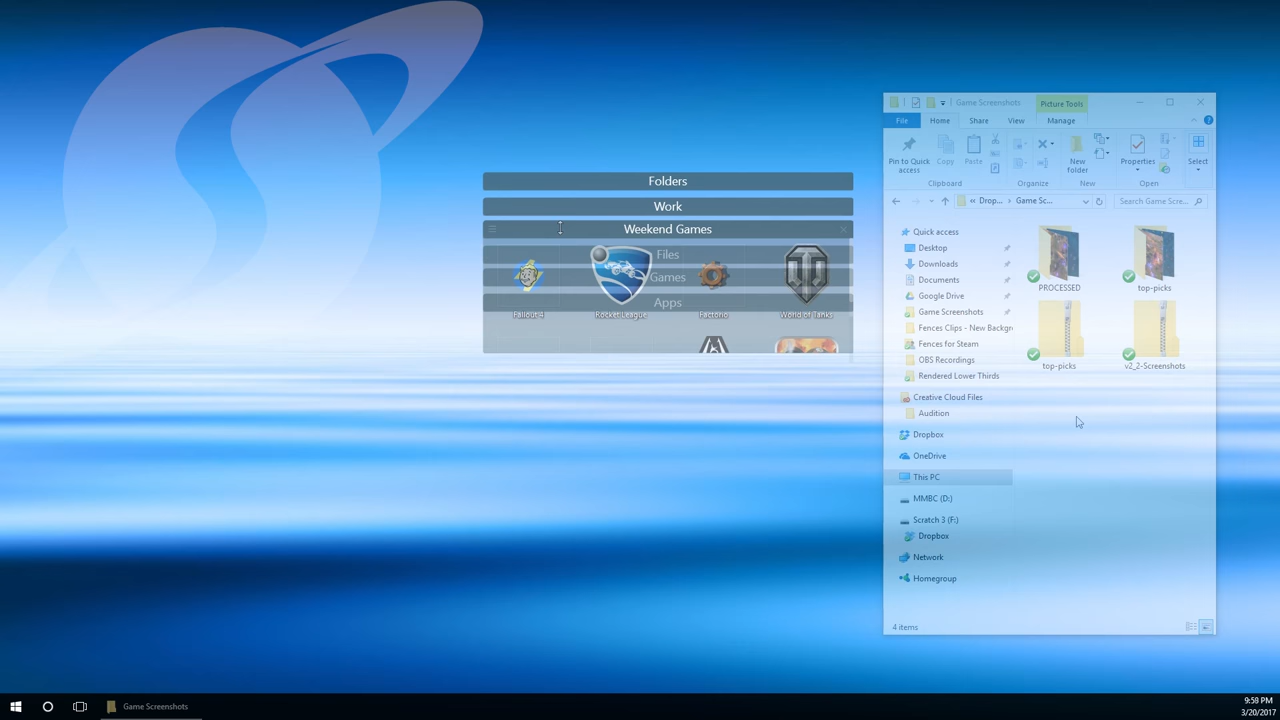 Game Screenshots
Picture Tools
File
Home
Share
View
Manage
Pin to Quick access
Copy
Paste
New folder
Properties
Select
Clipboard
Organize
New
Open
« Drop... › Game Sc... 
Search Game Scre...
Quick access
Desktop
Downloads
Documents
Google Drive
Game Screenshots
Fences Clips - New Backgr
Fences for Steam
OBS Recordings
Rendered Lower Thirds
Creative Cloud Files
Audition
Dropbox
OneDrive
This PC
MMBC (D:)
Scratch 3 (F:)
Dropbox
Network
Homegroup
PROCESSED
top-picks
top-picks
v2_2-Screenshots
4 items
Folders
Work
Weekend Games
Files
Games
Apps
Fallout 4
Rocket League
Factorio
World of Tanks
Game Screenshots
9:59 PM
3/20/2017